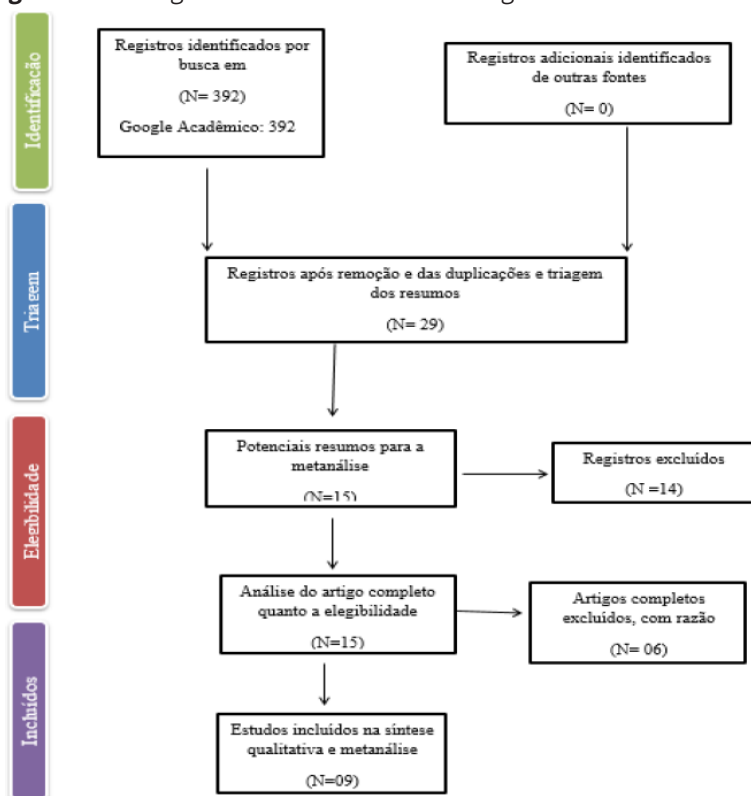 Identificação
Registros identificados por
busca em
(N= 392)
Google Acadêmico: 392
Registros adicionais identificados
de outras fontes
(N= 0)
Triagem
Registros após remoção e das duplicações e triagem
dos resumos
(N= 29)
Elegibilidade
Potenciais resumos para a
metanálise
(N=15)
Registros excluídos
(N =14)
Análise do artigo completo
quanto a elegibilidade
(N=15)
Artigos completos
excluídos, com razão
(N= 06)
Incluídos
Estudos incluídos na síntese
qualitativa e metanálise
(N=09)